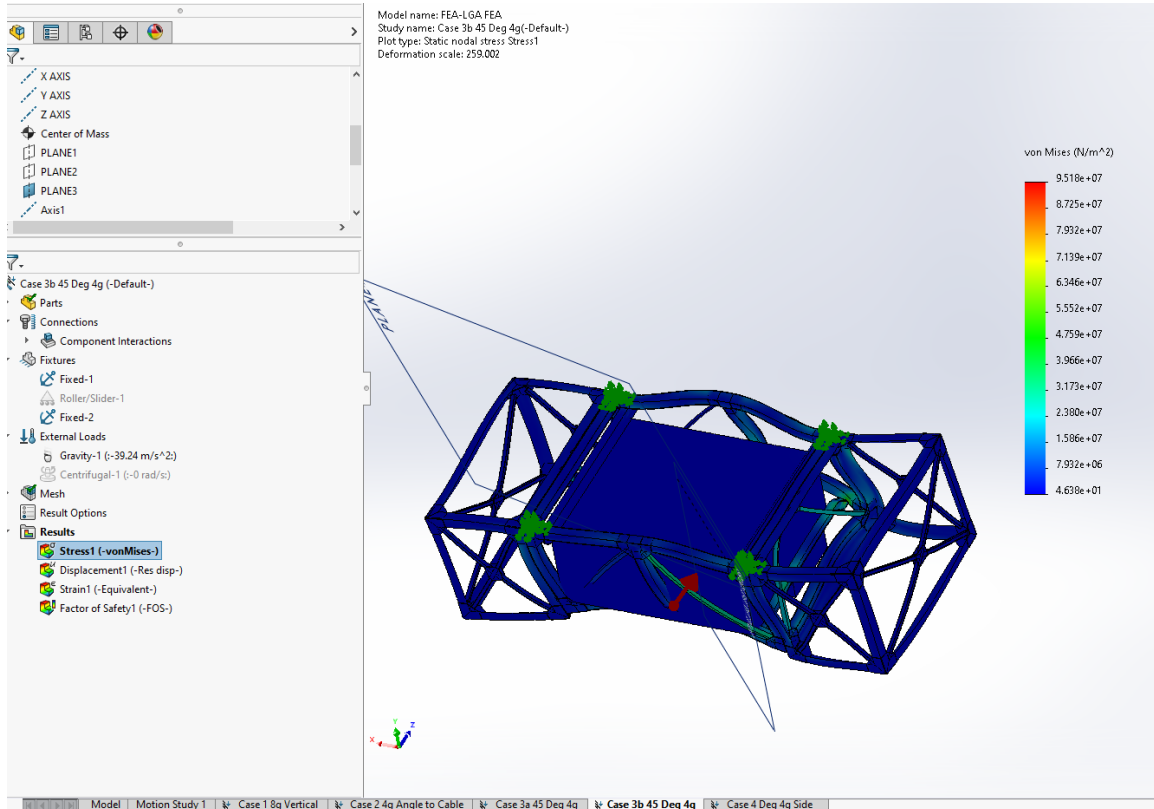 Model name: FEA-LGA FEA
Study name: Case 3b 45 Deg 4g(-Default-)
Plot type: Static nodal stress Stress1
Deformation scale: 259.002
X AXIS
Y AXIS
Z AXIS
Center of Mass
PLANE1
PLANE2
PLANE3
Axis1
Case 3b 45 Deg 4g (-Default-)
Parts
Connections
Component Interactions
Fixtures
Fixed-1
Roller/Slider-1
Fixed-2
External Loads
Gravity-1 (:-39.24 m/s^2:)
Centrifugal-1 (:-0 rad/s:)
Mesh
Result Options
Results
Stress1 (-vonMises-)
Displacement1 (-Res disp-)
Strain1 (-Equivalent-)
Factor of Safety1 (-FOS-)
von Mises (N/m^2)
9.518e+07
8.725e+07
7.932e+07
7.139e+07
6.346e+07
5.552e+07
4.759e+07
3.966e+07
3.173e+07
2.380e+07
1.586e+07
7.932e+06
4.638e+01
Y
Z
X
Model
Motion Study 1
Case 1 8g Vertical
Case 2 4g Angle to Cable
Case 3a 45 Deg 4g
Case 3b 45 Deg 4g
Case 4 Deg 4g Side